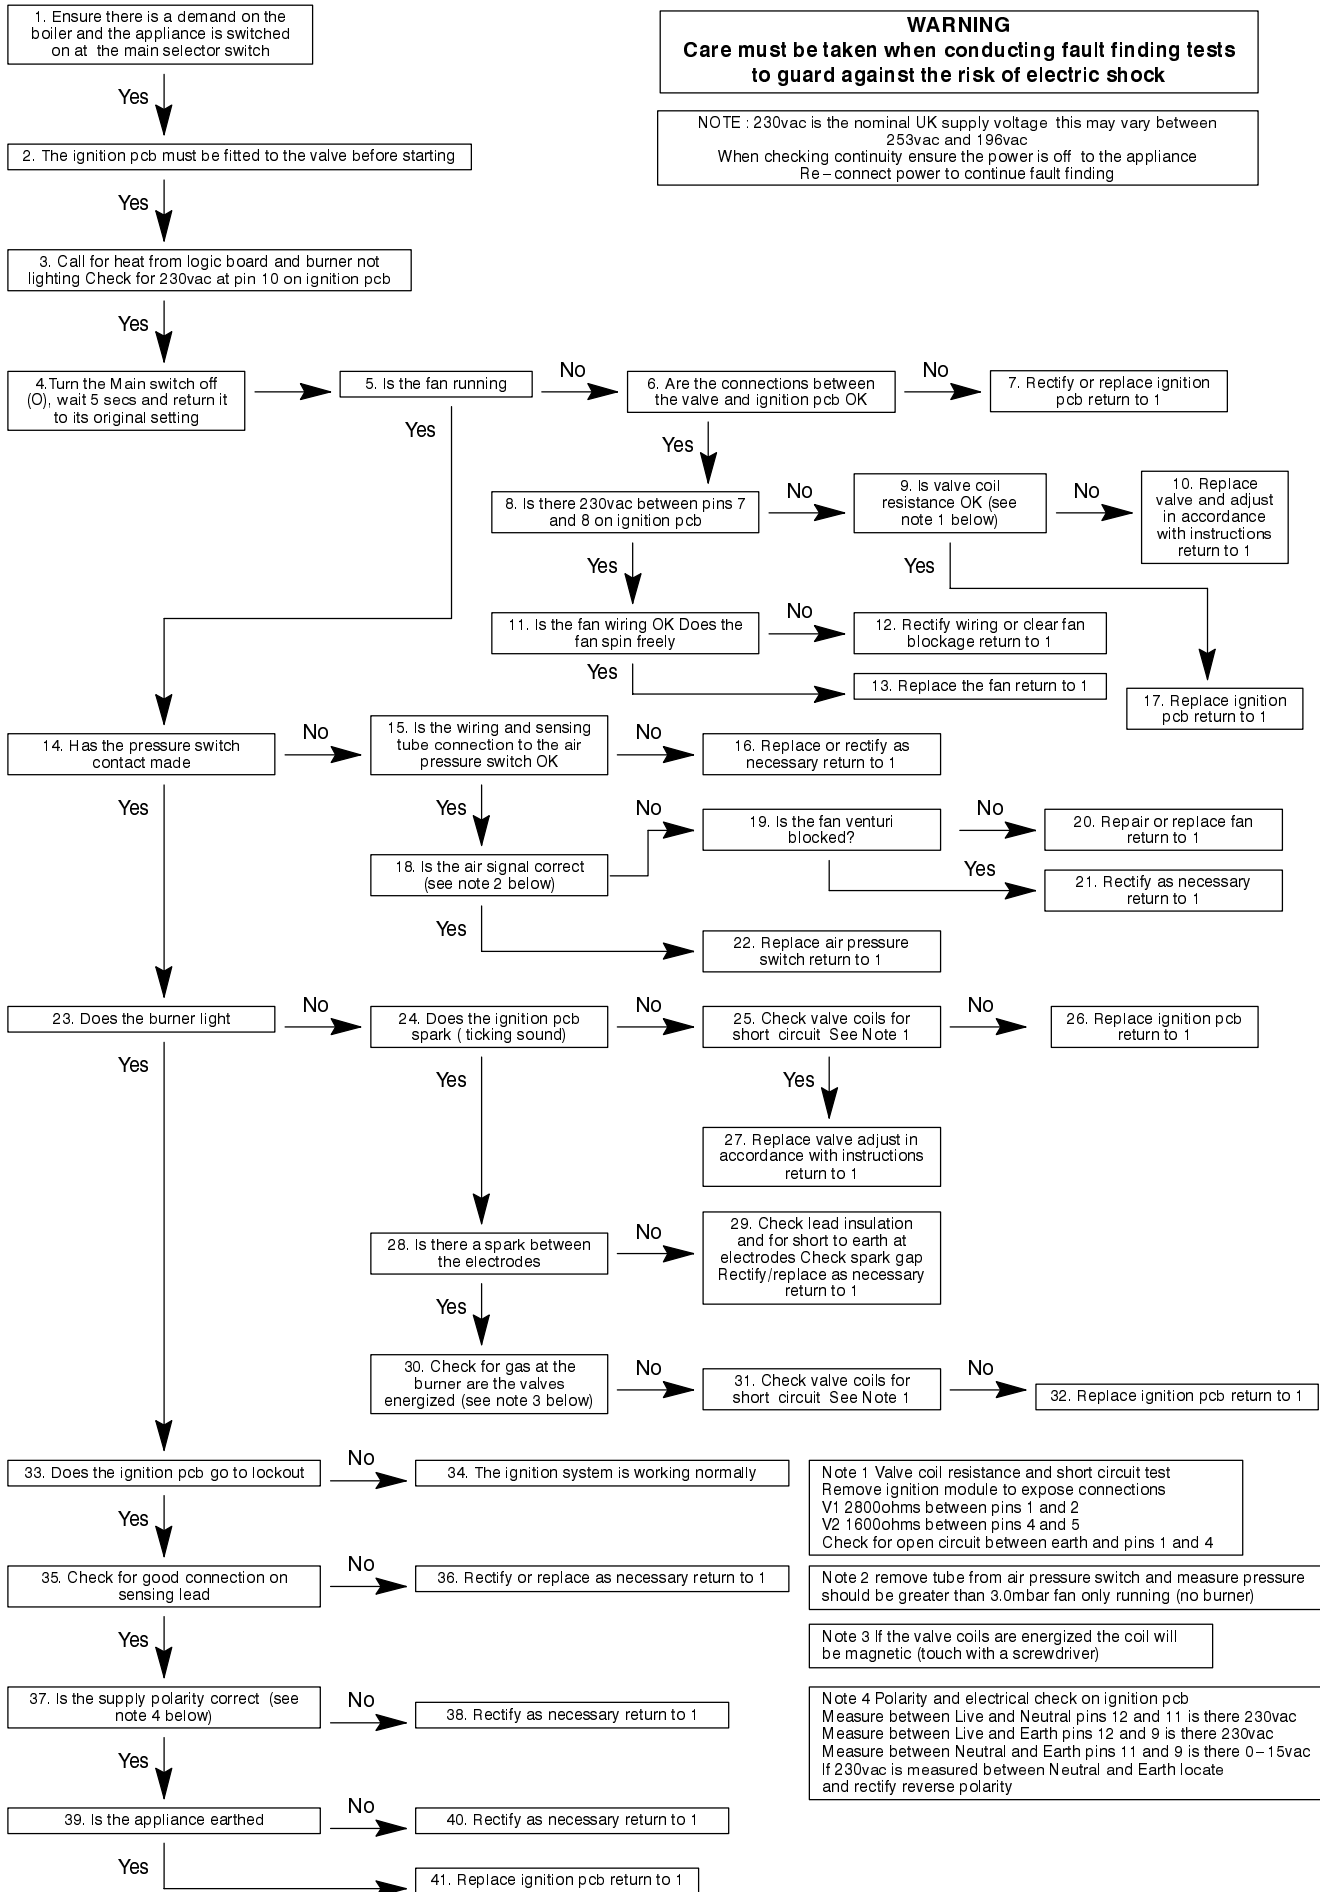 1. Ensure there is a demand on the
boiler and the appliance is switched
on at the main selector switch
WARNING
Care must be taken when conducting fault finding tests
to guard against the risk of electric shock
Yes
NOTE : 230vac is the nominal UK supply voltage this may vary between
253vac and 196vac
When checking continuity ensure the power is off to the appliance
Re-connect power to continue fault finding
2. The ignition pcb must be fitted to the valve before starting
Yes
3. Call for heat from logic board and burner not
lighting Check for 230vac at pin 10 on ignition pcb
Yes
4.Turn the Main switch off
(O), wait 5 secs and return it
to its original setting
5. Is the fan running
No
6. Are the connections between
the valve and ignition pcb OK
No
7. Rectify or replace ignition
pcb return to 1
Yes
Yes
8. Is there 230vac between pins 7
and 8 on ignition pcb
No
9. Is valve coil
resistance OK (see
note 1 below)
No
10. Replace
valve and adjust
in accordance
with instructions
return to 1
Yes
Yes
11. Is the fan wiring OK Does the
fan spin freely
No
12. Rectify wiring or clear fan
blockage return to 1
Yes
13. Replace the fan return to 1
17. Replace ignition
pcb return to 1
14. Has the pressure switch
contact made
No
15. Is the wiring and sensing
tube connection to the air
pressure switch OK
No
16. Replace or rectify as
necessary return to 1
Yes
Yes
No
19. Is the fan venturi
blocked?
No
20. Repair or replace fan
return to 1
18. Is the air signal correct
(see note 2 below)
Yes
21. Rectify as necessary
return to 1
Yes
22. Replace air pressure
switch return to 1
23. Does the burner light
No
24. Does the ignition pcb
spark ( ticking sound)
No
25. Check valve coils for
short circuit See Note 1
No
26. Replace ignition pcb
return to 1
Yes
Yes
Yes
27. Replace valve adjust in
accordance with instructions
return to 1
28. Is there a spark between
the electrodes
No
29. Check lead insulation
and for short to earth at
electrodes Check spark gap
Rectify/replace as necessary
return to 1
Yes
30. Check for gas at the
burner are the valves
energized (see note 3 below)
No
31. Check valve coils for
short circuit See Note 1
No
32. Replace ignition pcb return to 1
33. Does the ignition pcb go to lockout
No
34. The ignition system is working normally
Note 1 Valve coil resistance and short circuit test
Remove ignition module to expose connections
V1 2800ohms between pins 1 and 2
V2 1600ohms between pins 4 and 5
Check for open circuit between earth and pins 1 and 4
Yes
35. Check for good connection on
sensing lead
No
36. Rectify or replace as necessary return to 1
Note 2 remove tube from air pressure switch and measure pressure
should be greater than 3.0mbar fan only running (no burner)
Yes
Note 3 If the valve coils are energized the coil will
be magnetic (touch with a screwdriver)
37. Is the supply polarity correct (see
note 4 below)
No
38. Rectify as necessary return to 1
Note 4 Polarity and electrical check on ignition pcb
Measure between Live and Neutral pins 12 and 11 is there 230vac
Measure between Live and Earth pins 12 and 9 is there 230vac
Measure between Neutral and Earth pins 11 and 9 is there 0-15vac
If 230vac is measured between Neutral and Earth locate
and rectify reverse polarity
Yes
39. Is the appliance earthed
No
40. Rectify as necessary return to 1
Yes
41. Replace ignition pcb return to 1